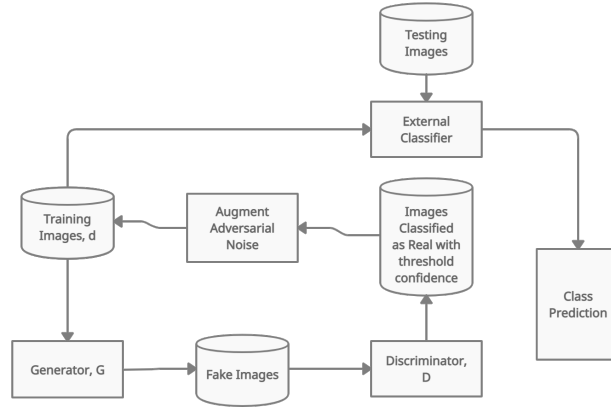 Testing
Images
External
Classifier
Training
Images, d
Augment
Adversarial
Noise
Images
Classified
as Real with
threshold
confidence
Class
Prediction
Generator, G
Fake Images
Discriminator,
D